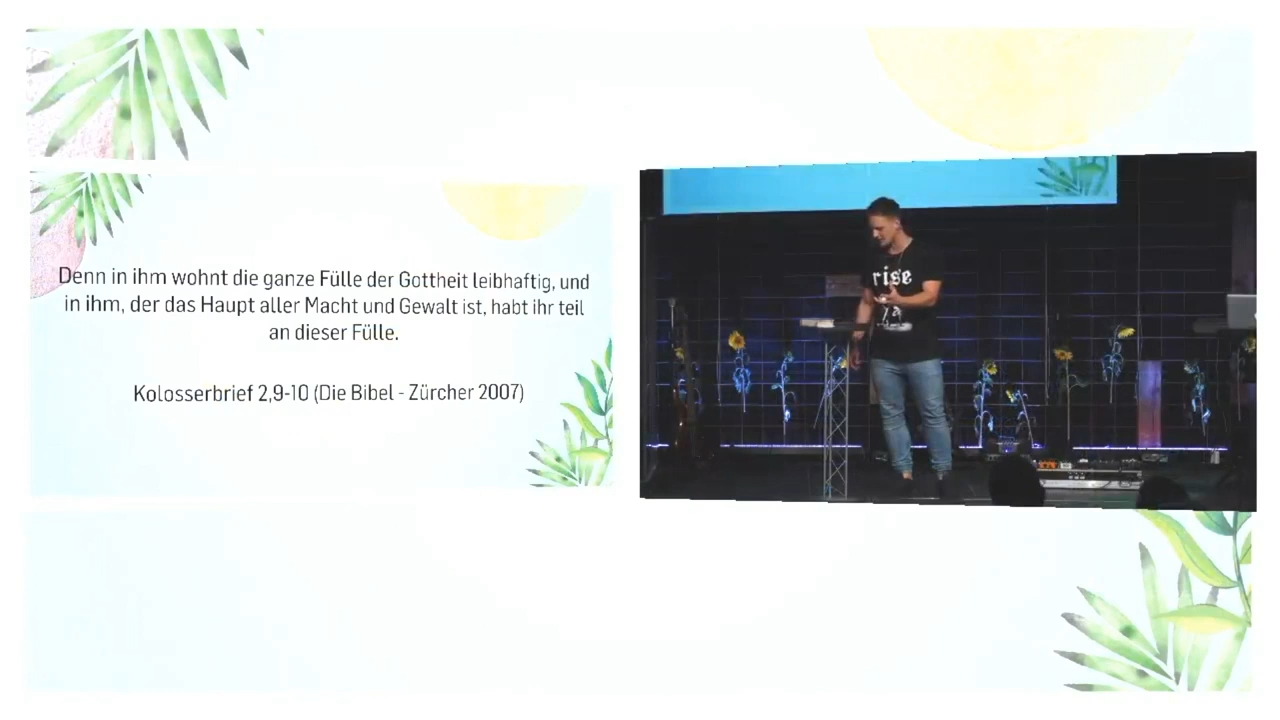 Denn in ihm wohnt die ganze Fülle der Gottheit leibhaftig, und
in ihm, der das Haupt aller Macht und Gewalt ist, habt ihr teil
an dieser Fülle.
Kolosserbrief 2,9-10 (Die Bibel - Zürcher 2007)
rise